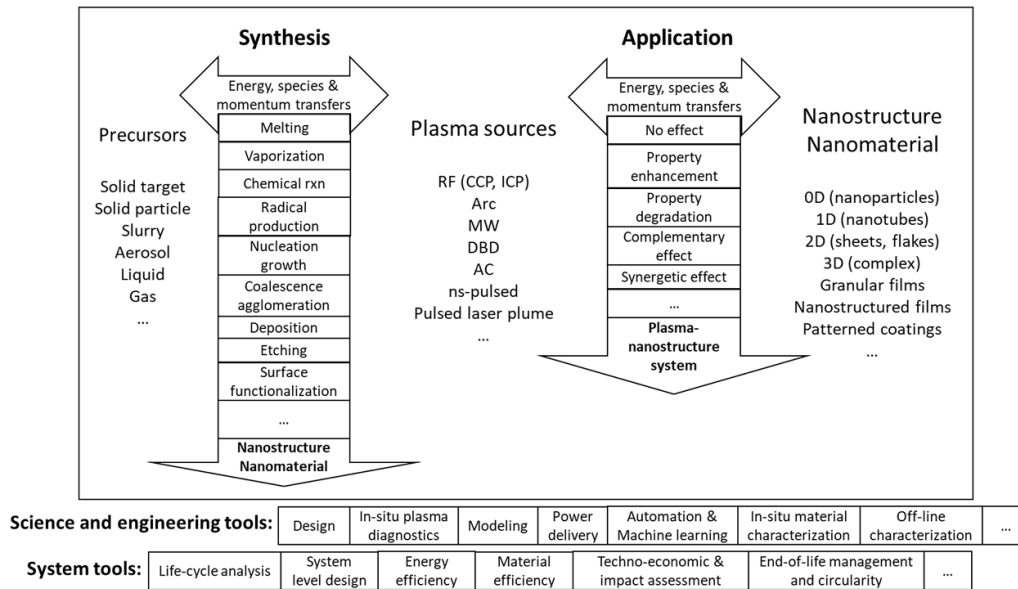 Synthesis
Energy, species &
momentum transfers
Precursors
Solid target
Solid particle
Slurry
Aerosol
Liquid
Gas
...
Melting
Vaporization
Chemical rxn
Radical
production
Nucleation
growth
Coalescence
agglomeration
Deposition
Etching
Surface
functionalization
...
Nanostructure
Nanomaterial
Plasma sources
RF (CCP, ICP)
Arc
MW
DBD
AC
ns-pulsed
Pulsed laser plume
...
Application
Energy, species &
momentum transfers
No effect
Property
enhancement
Property
degradation
Complementary
effect
Synergetic effect
...
Plasma-
nanostructure
system
Nanostructure
Nanomaterial
0D (nanoparticles)
1D (nanotubes)
2D (sheets, flakes)
3D (complex)
Granular films
Nanostructured films
Patterned coatings
...
Science and engineering tools:
Design
In-situ plasma
diagnostics
Modeling
Power
delivery
Automation &
Machine learning
In-situ material
characterization
Off-line
characterization
...
System tools:
Life-cycle analysis
System
level design
Energy
efficiency
Material
efficiency
Techno-economic &
impact assessment
End-of-life management
and circularity
...